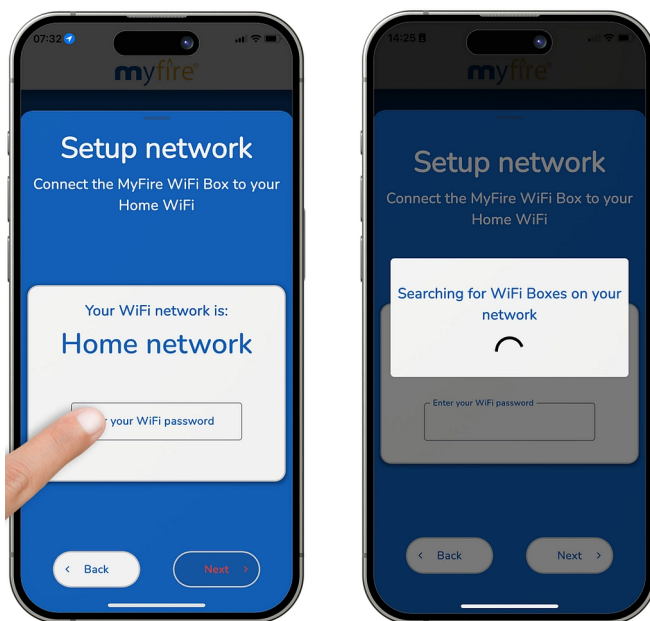 07:32
myfire®
Setup network
Connect the MyFire WiFi Box to your
Home WiFi
Your WiFi network is:
Home network
your WiFi password
Back
Next
14:25
myfire®
Setup network
Connect the MyFire WiFi Box to your
Home WiFi
Searching for WiFi Boxes on your
network
Enter your WiFi password
Back
Next